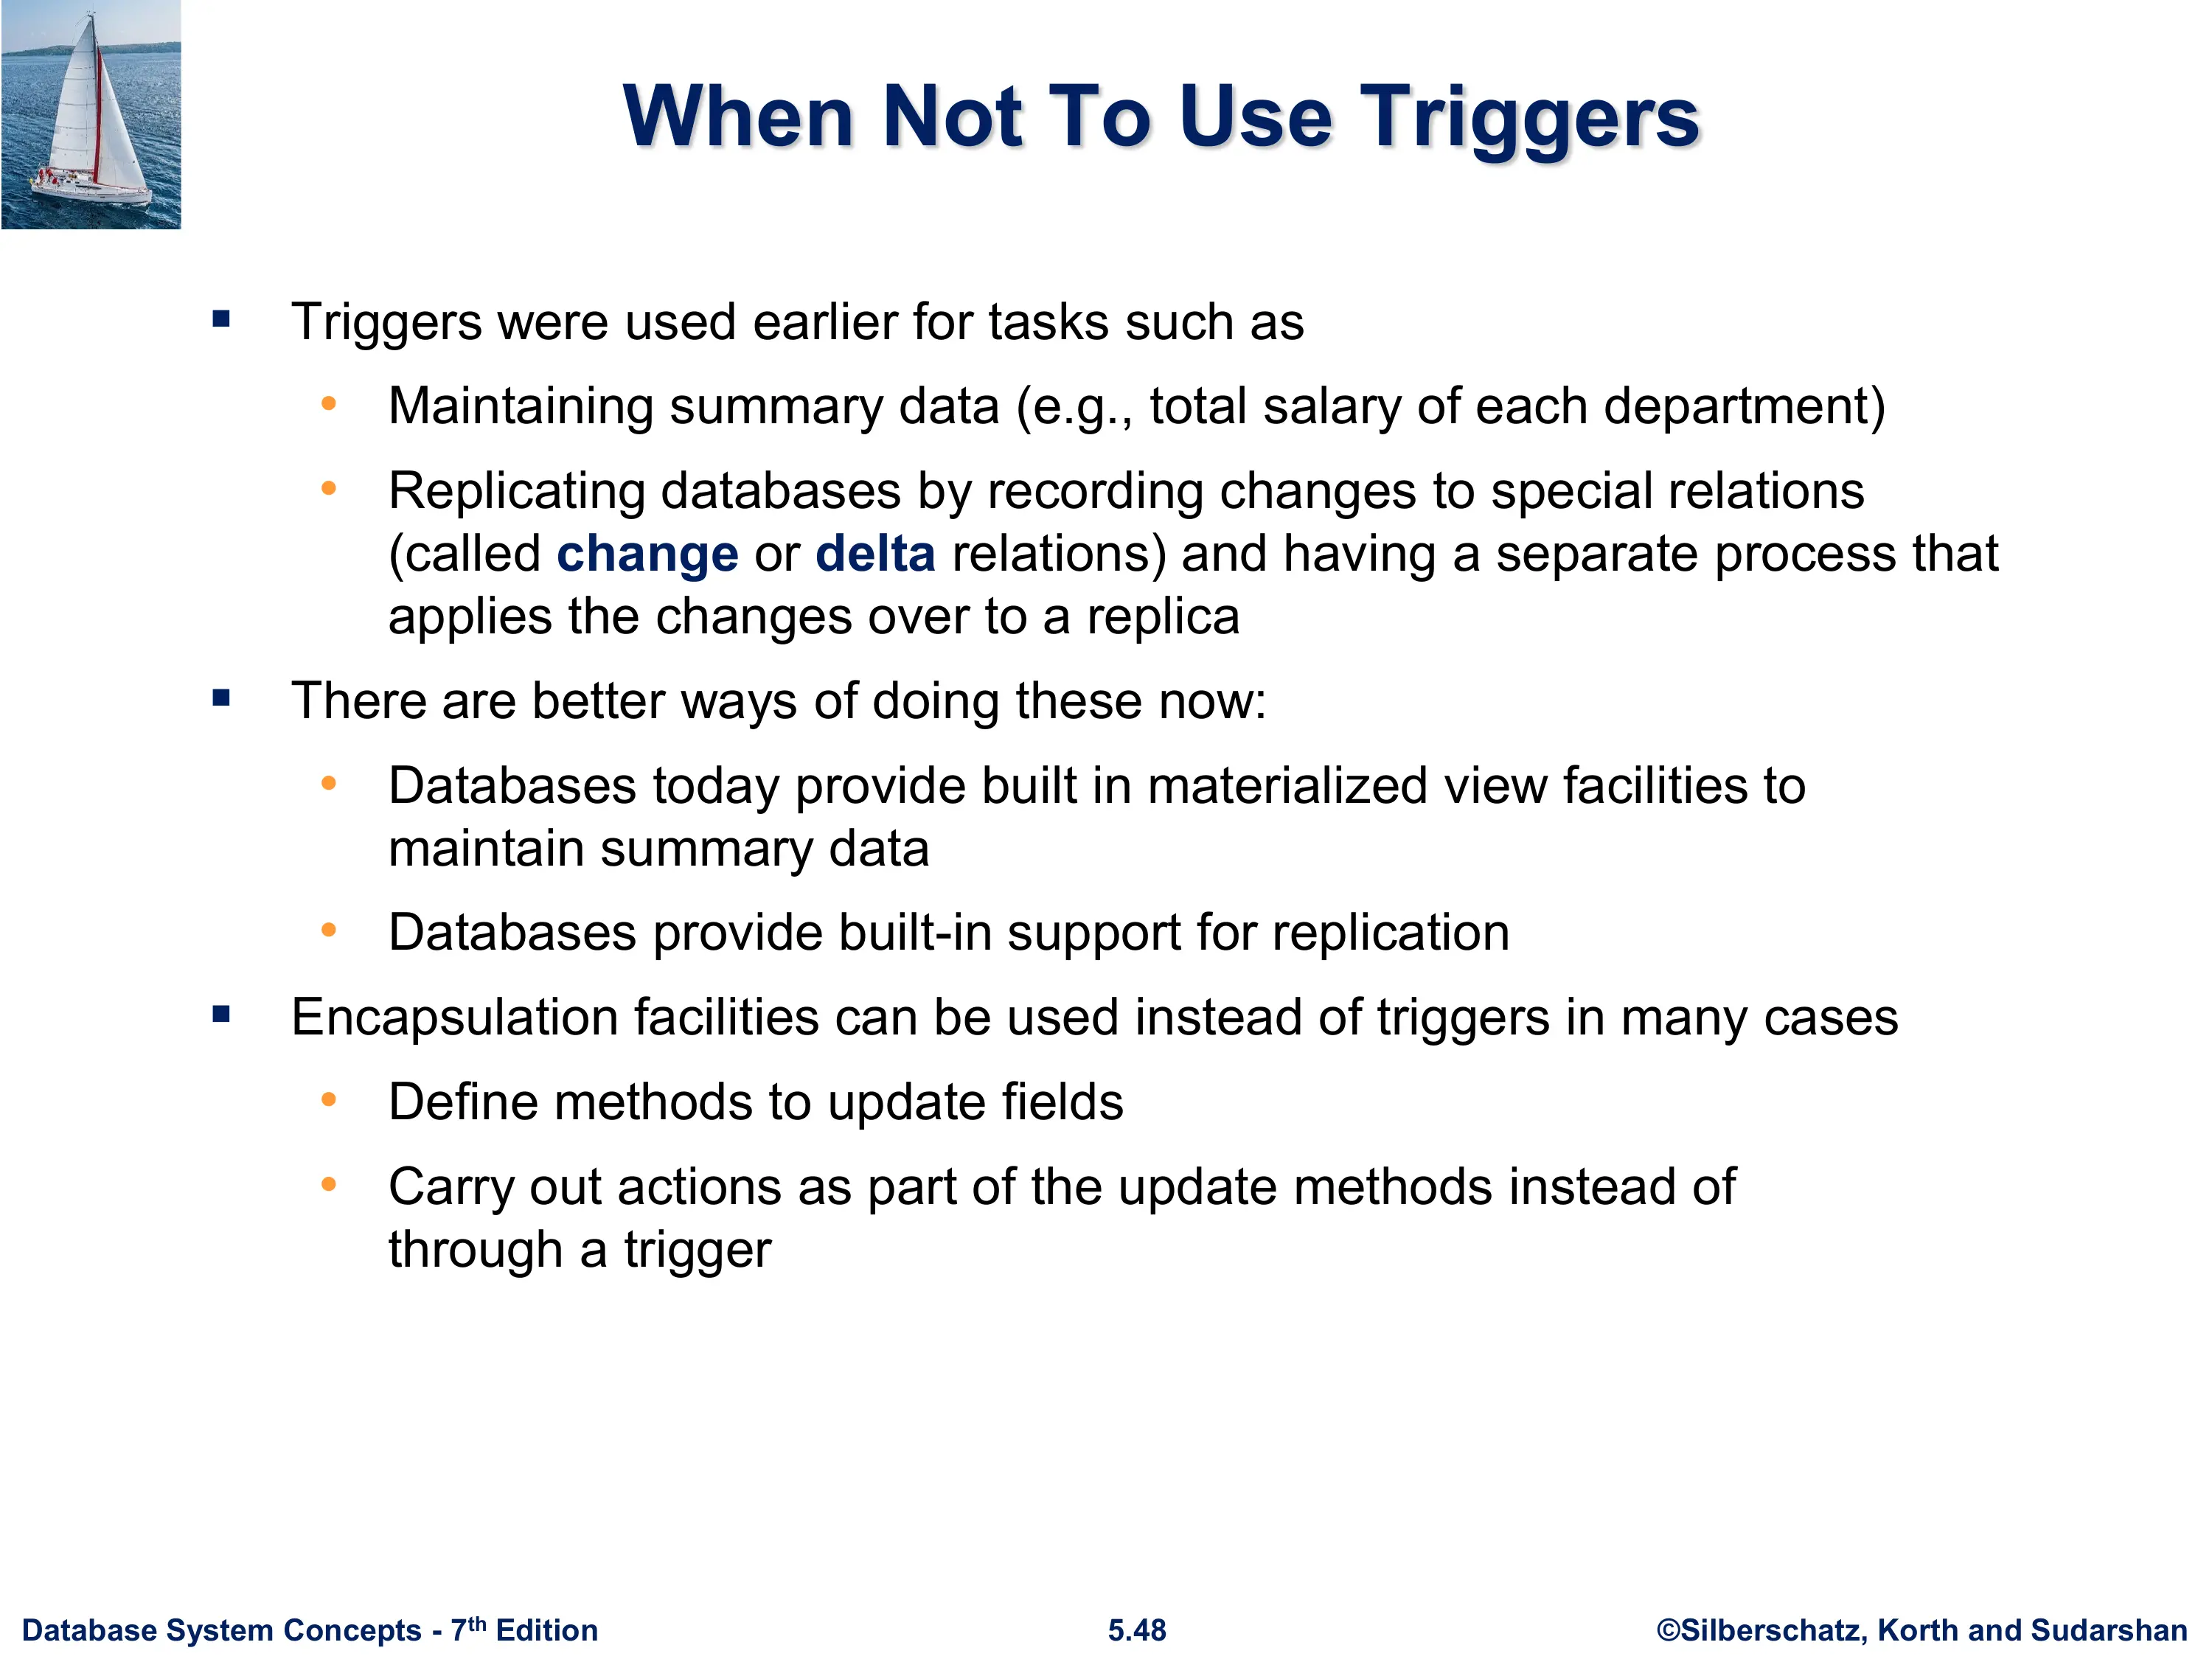 When Not To Use Triggers
▪ Triggers were used earlier for tasks such as
• Maintaining summary data (e.g., total salary of each department)
• Replicating databases by recording changes to special relations
(called change or delta relations) and having a separate process that
applies the changes over to a replica
▪ There are better ways of doing these now:
• Databases today provide built in materialized view facilities to
maintain summary data
• Databases provide built-in support for replication
▪ Encapsulation facilities can be used instead of triggers in many cases
• Define methods to update fields
• Carry out actions as part of the update methods instead of
through a trigger
Database System Concepts - 7th Edition
5.48
©Silberschatz, Korth and Sudarshan